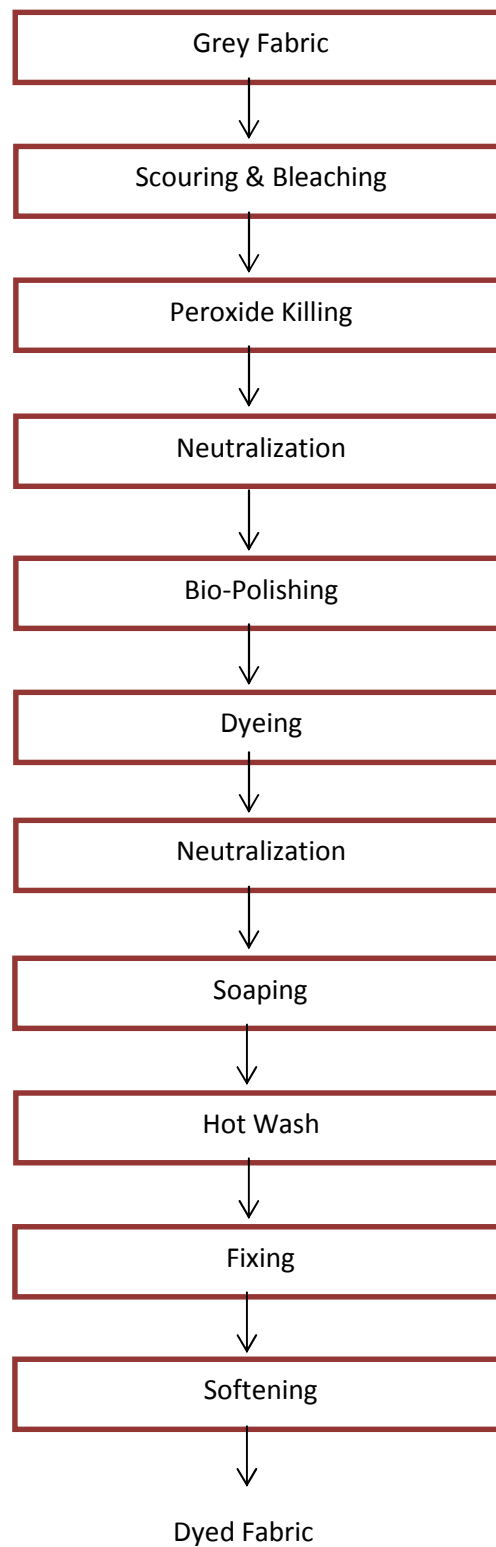 Grey Fabric
Scouring & Bleaching
Peroxide Killing
Neutralization
Bio-Polishing
Dyeing
Neutralization
Soaping
Hot Wash
Fixing
Softening
Dyed Fabric